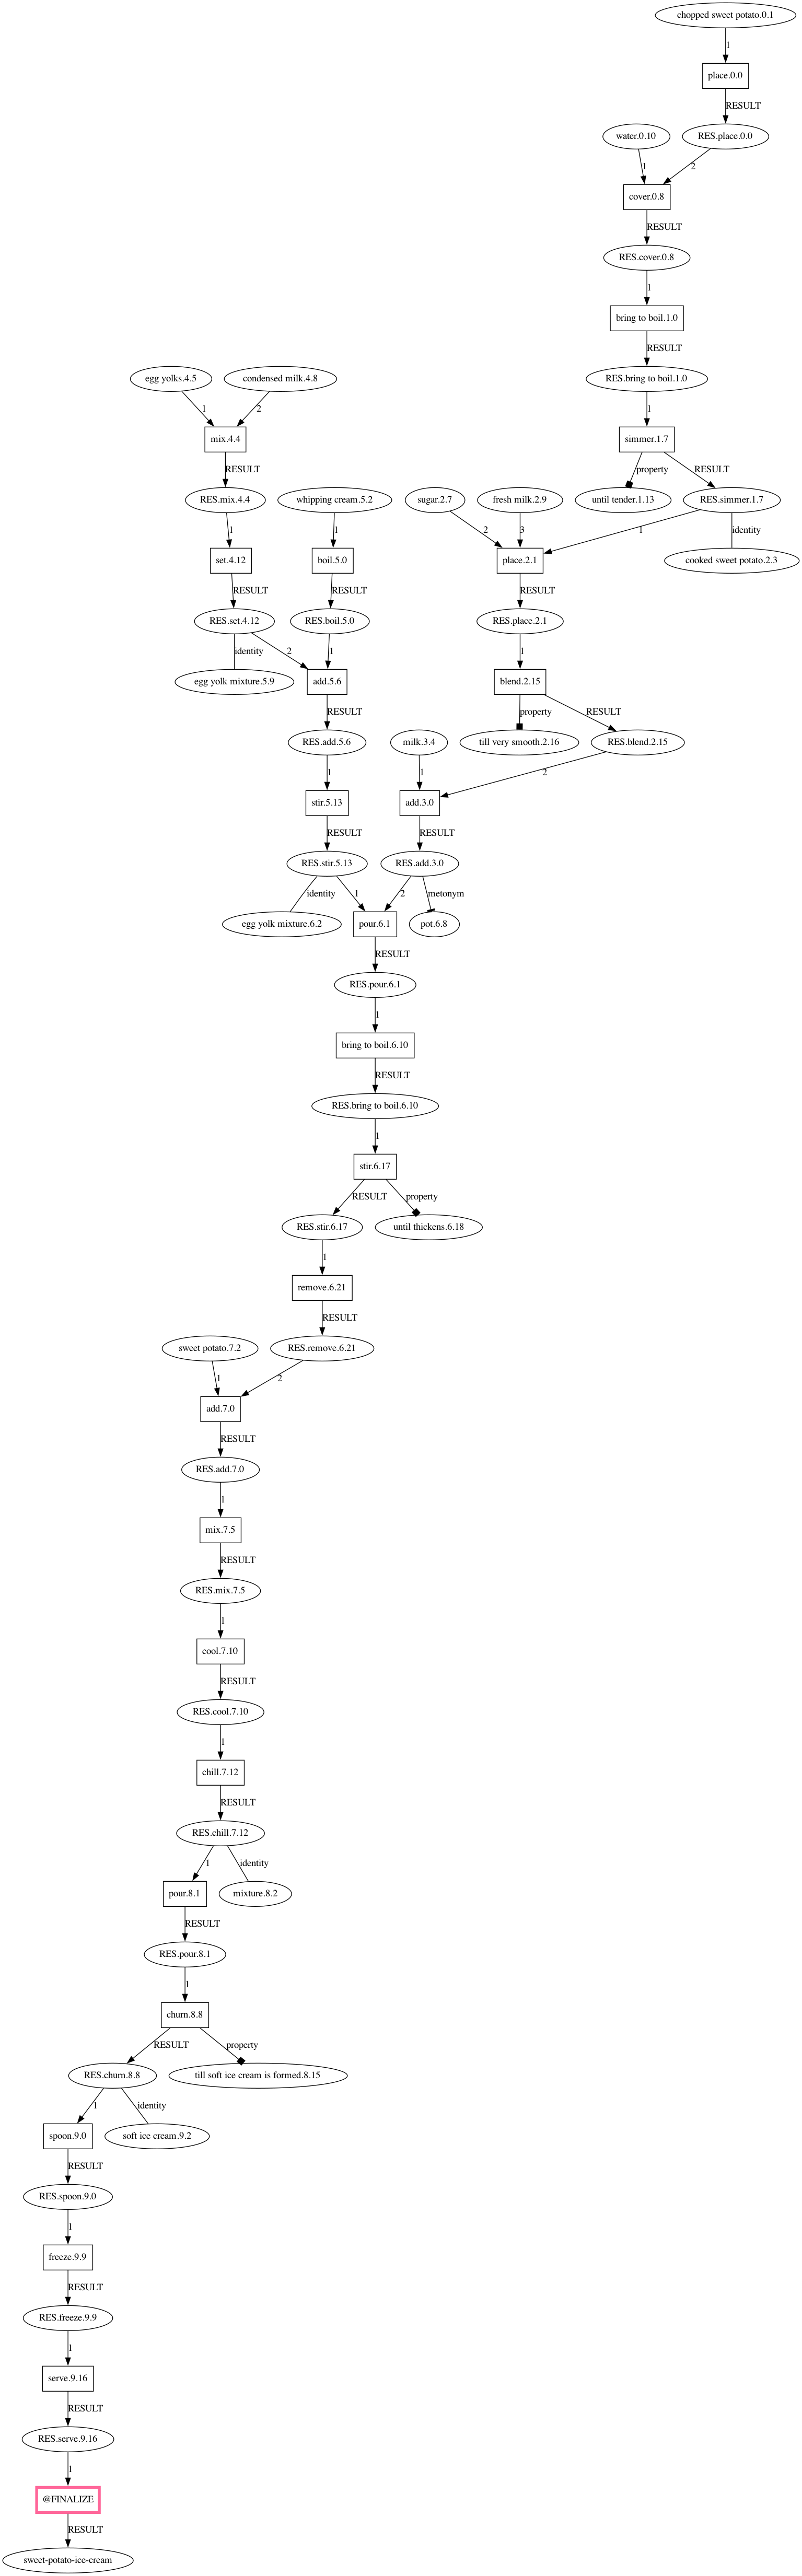 chopped sweet potato.0.1
1
place.0.0
RESULT
water.0.10
RES.place.0.0
1
2
cover.0.8
RESULT
RES.cover.0.8
1
bring to boil.1.0
RESULT
egg yolks.4.5
condensed milk.4.8
RES.bring to boil.1.0
1
2
1
mix.4.4
simmer.1.7
RESULT
property
RESULT
RES.mix.4.4
whipping cream.5.2
sugar.2.7
fresh milk.2.9
until tender.1.13
RES.simmer.1.7
1
1
2
3
1
identity
set.4.12
boil.5.0
place.2.1
cooked sweet potato.2.3
RESULT
RESULT
RESULT
RES.set.4.12
RES.boil.5.0
RES.place.2.1
identity
2
1
1
egg yolk mixture.5.9
add.5.6
blend.2.15
RESULT
property
RESULT
RES.add.5.6
milk.3.4
till very smooth.2.16
RES.blend.2.15
1
1
2
stir.5.13
add.3.0
RESULT
RESULT
RES.stir.5.13
RES.add.3.0
identity
1
2
metonym
egg yolk mixture.6.2
pour.6.1
pot.6.8
RESULT
RES.pour.6.1
1
bring to boil.6.10
RESULT
RES.bring to boil.6.10
1
stir.6.17
RESULT
property
RES.stir.6.17
until thickens.6.18
1
remove.6.21
RESULT
sweet potato.7.2
RES.remove.6.21
1
2
add.7.0
RESULT
RES.add.7.0
1
mix.7.5
RESULT
RES.mix.7.5
1
cool.7.10
RESULT
RES.cool.7.10
1
chill.7.12
RESULT
RES.chill.7.12
1
identity
pour.8.1
mixture.8.2
RESULT
RES.pour.8.1
1
churn.8.8
RESULT
property
RES.churn.8.8
till soft ice cream is formed.8.15
1
identity
spoon.9.0
soft ice cream.9.2
RESULT
RES.spoon.9.0
1
freeze.9.9
RESULT
RES.freeze.9.9
1
serve.9.16
RESULT
RES.serve.9.16
1
@FINALIZE
RESULT
sweet-potato-ice-cream